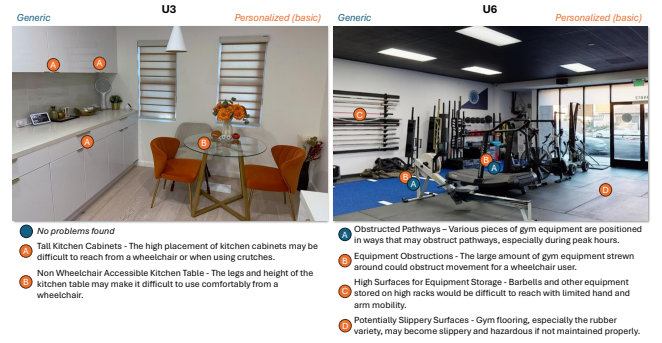 U3
Generic
Personalized (basic)
A
A
A
B
No problems found
A
Tall Kitchen Cabinets - The high placement of kitchen cabinets may be
difficult to reach from a wheelchair or when using crutches.
B
Non Wheelchair Accessible Kitchen Table - The legs and height of the
kitchen table may make it difficult to use comfortably from a
wheelchair.
U6
Generic
Personalized (basic)
C
B
A
B
A
D
A
Obstructed Pathways – Various pieces of gym equipment are positioned
in ways that may obstruct pathways, especially during peak hours.
B
Equipment Obstructions - The large amount of gym equipment strewn
around could obstruct movement for a wheelchair user.
C
High Surfaces for Equipment Storage - Barbells and other equipment
stored on high racks would be difficult to reach with limited hand and
arm mobility.
D
Potentially Slippery Surfaces - Gym flooring, especially the rubber
variety, may become slippery and hazardous if not maintained properly.